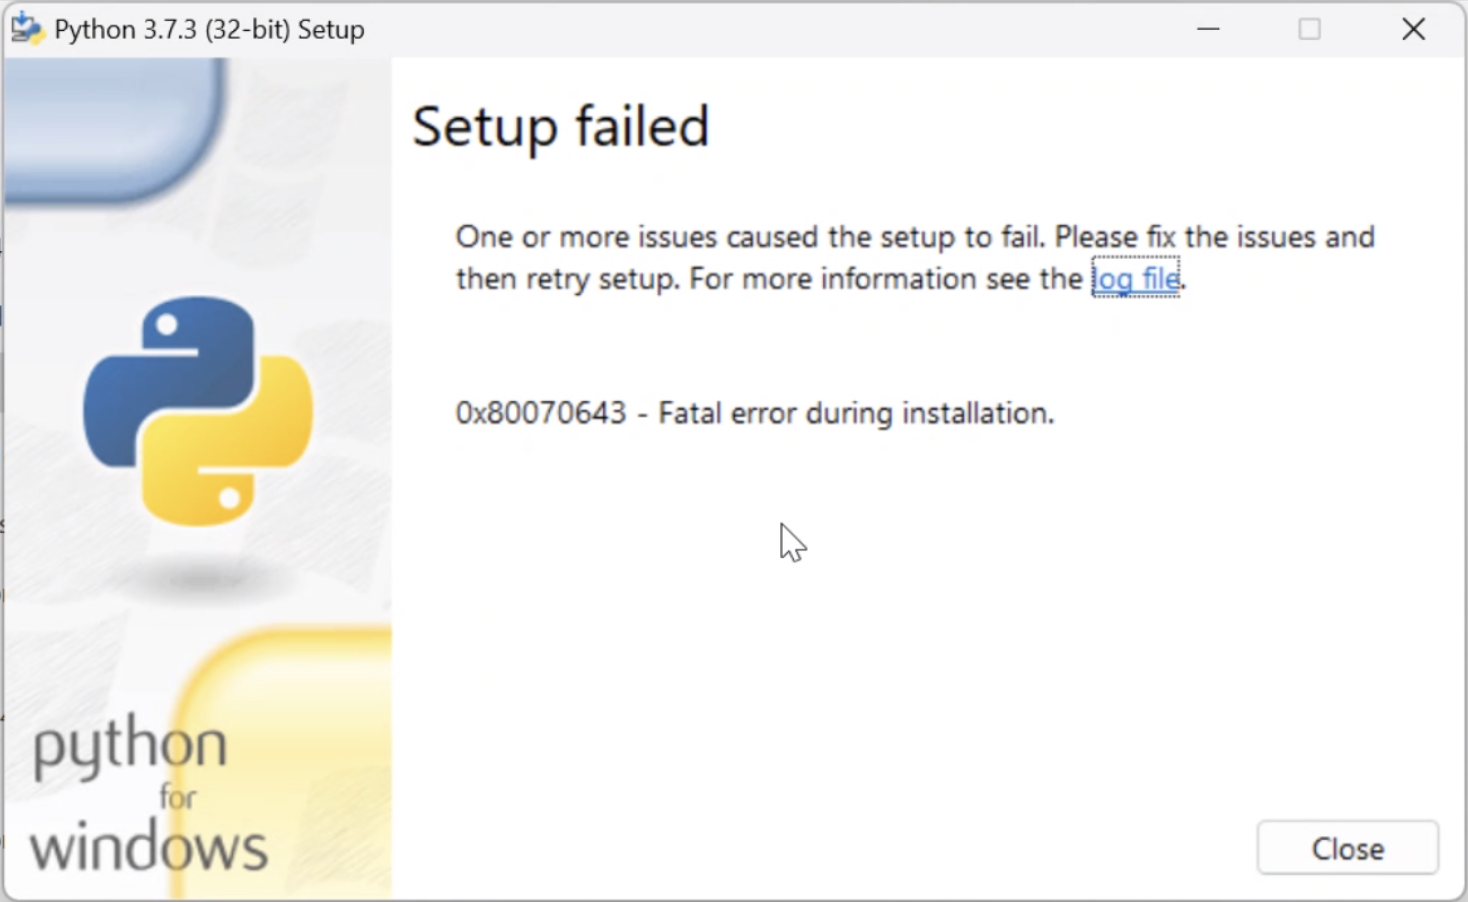 Python 3.7.3 (32-bit) Setup
Setup failed
One or more issues caused the setup to fail. Please fix the issues and
then retry setup. For more information see the log file.
0x80070643 - Fatal error during installation.
python
for
windows
Close